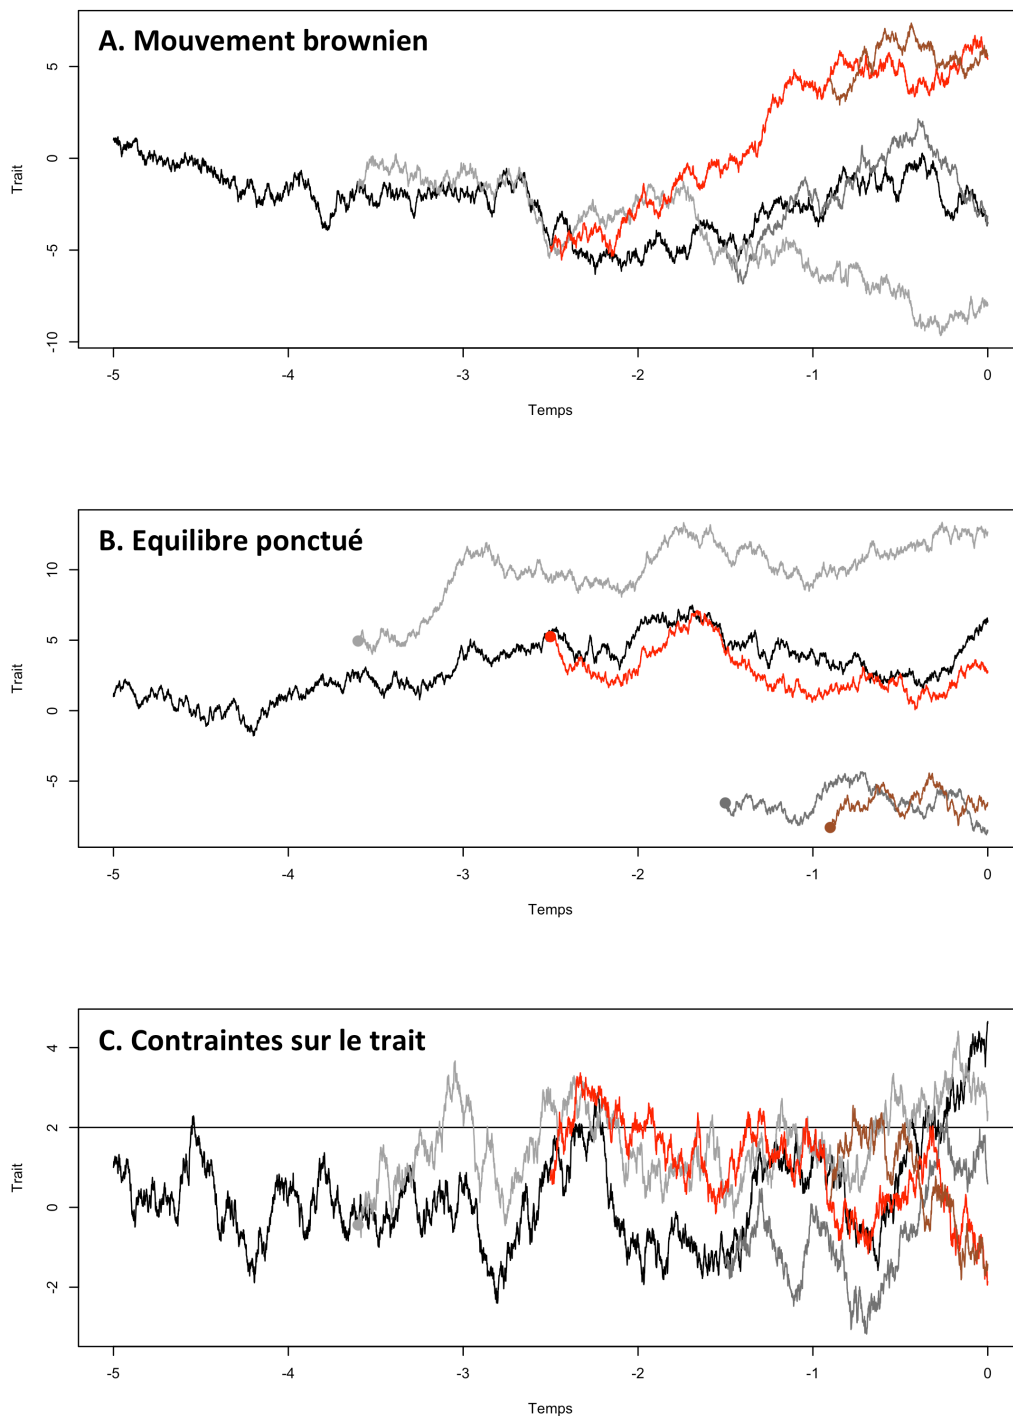 A. Mouvement brownien
5
0
-5
-10
Trait
-5 -4 -3 -2 -1 0
Temps
B. Equilibre ponctué
10
5
0
-5
Trait
-5 -4 -3 -2 -1 0
Temps
C. Contraintes sur le trait
4
2
0
-2
Trait
-5 -4 -3 -2 -1 0
Temps